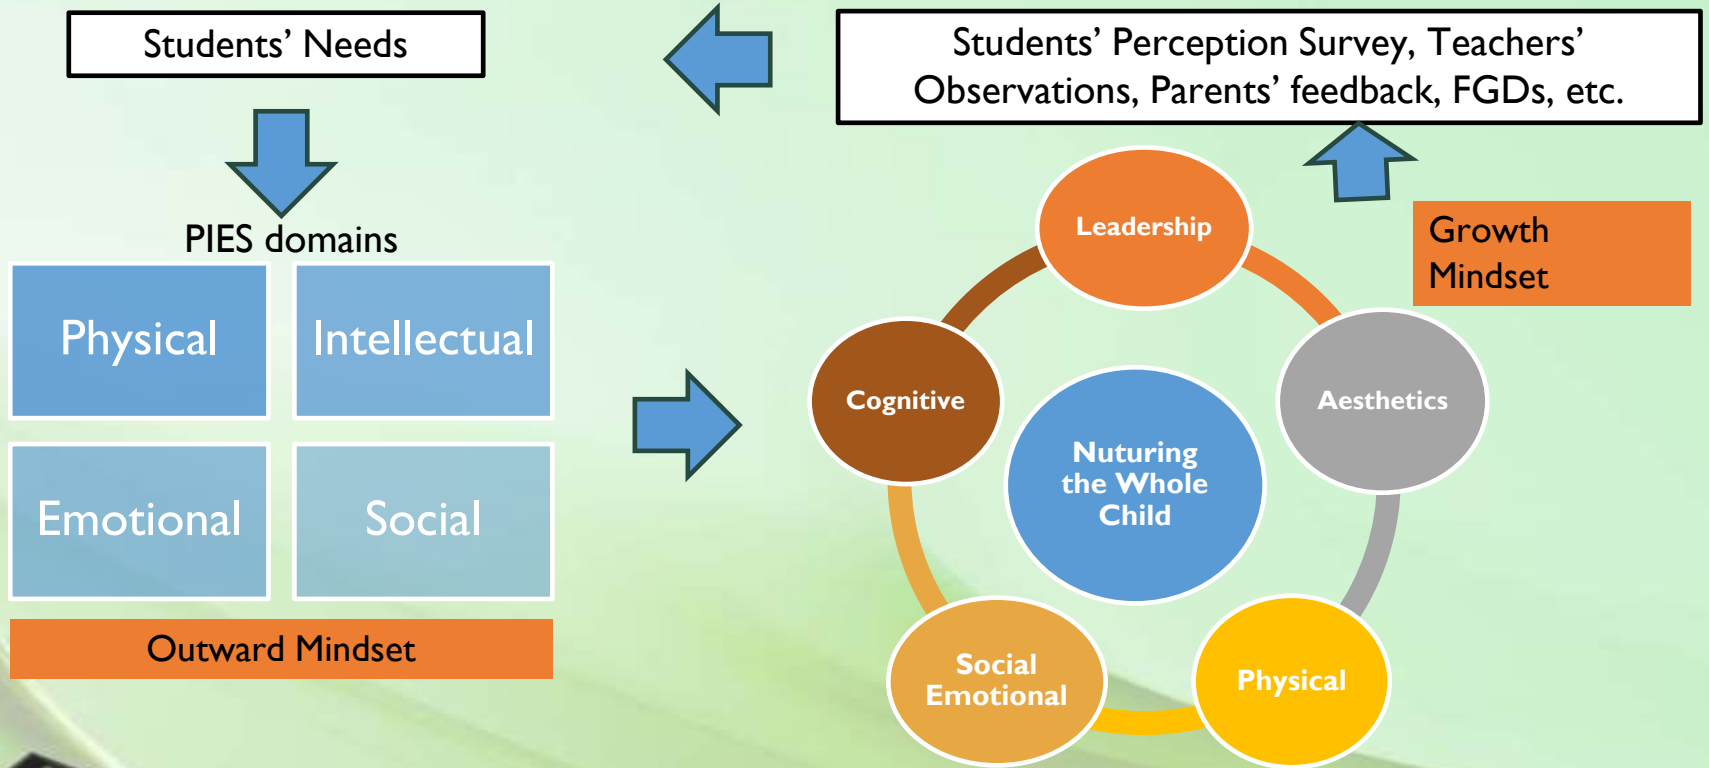 Students’ Needs
Students’ Perception Survey, Teachers’
Observations, Parents’ feedback, FGDs, etc.
PIES domains
Physical
Intellectual
Emotional
Social
Outward Mindset
Growth
Mindset
Leadership
Cognitive
Aesthetics
Nuturing
the Whole
Child
Social
Emotional
Physical